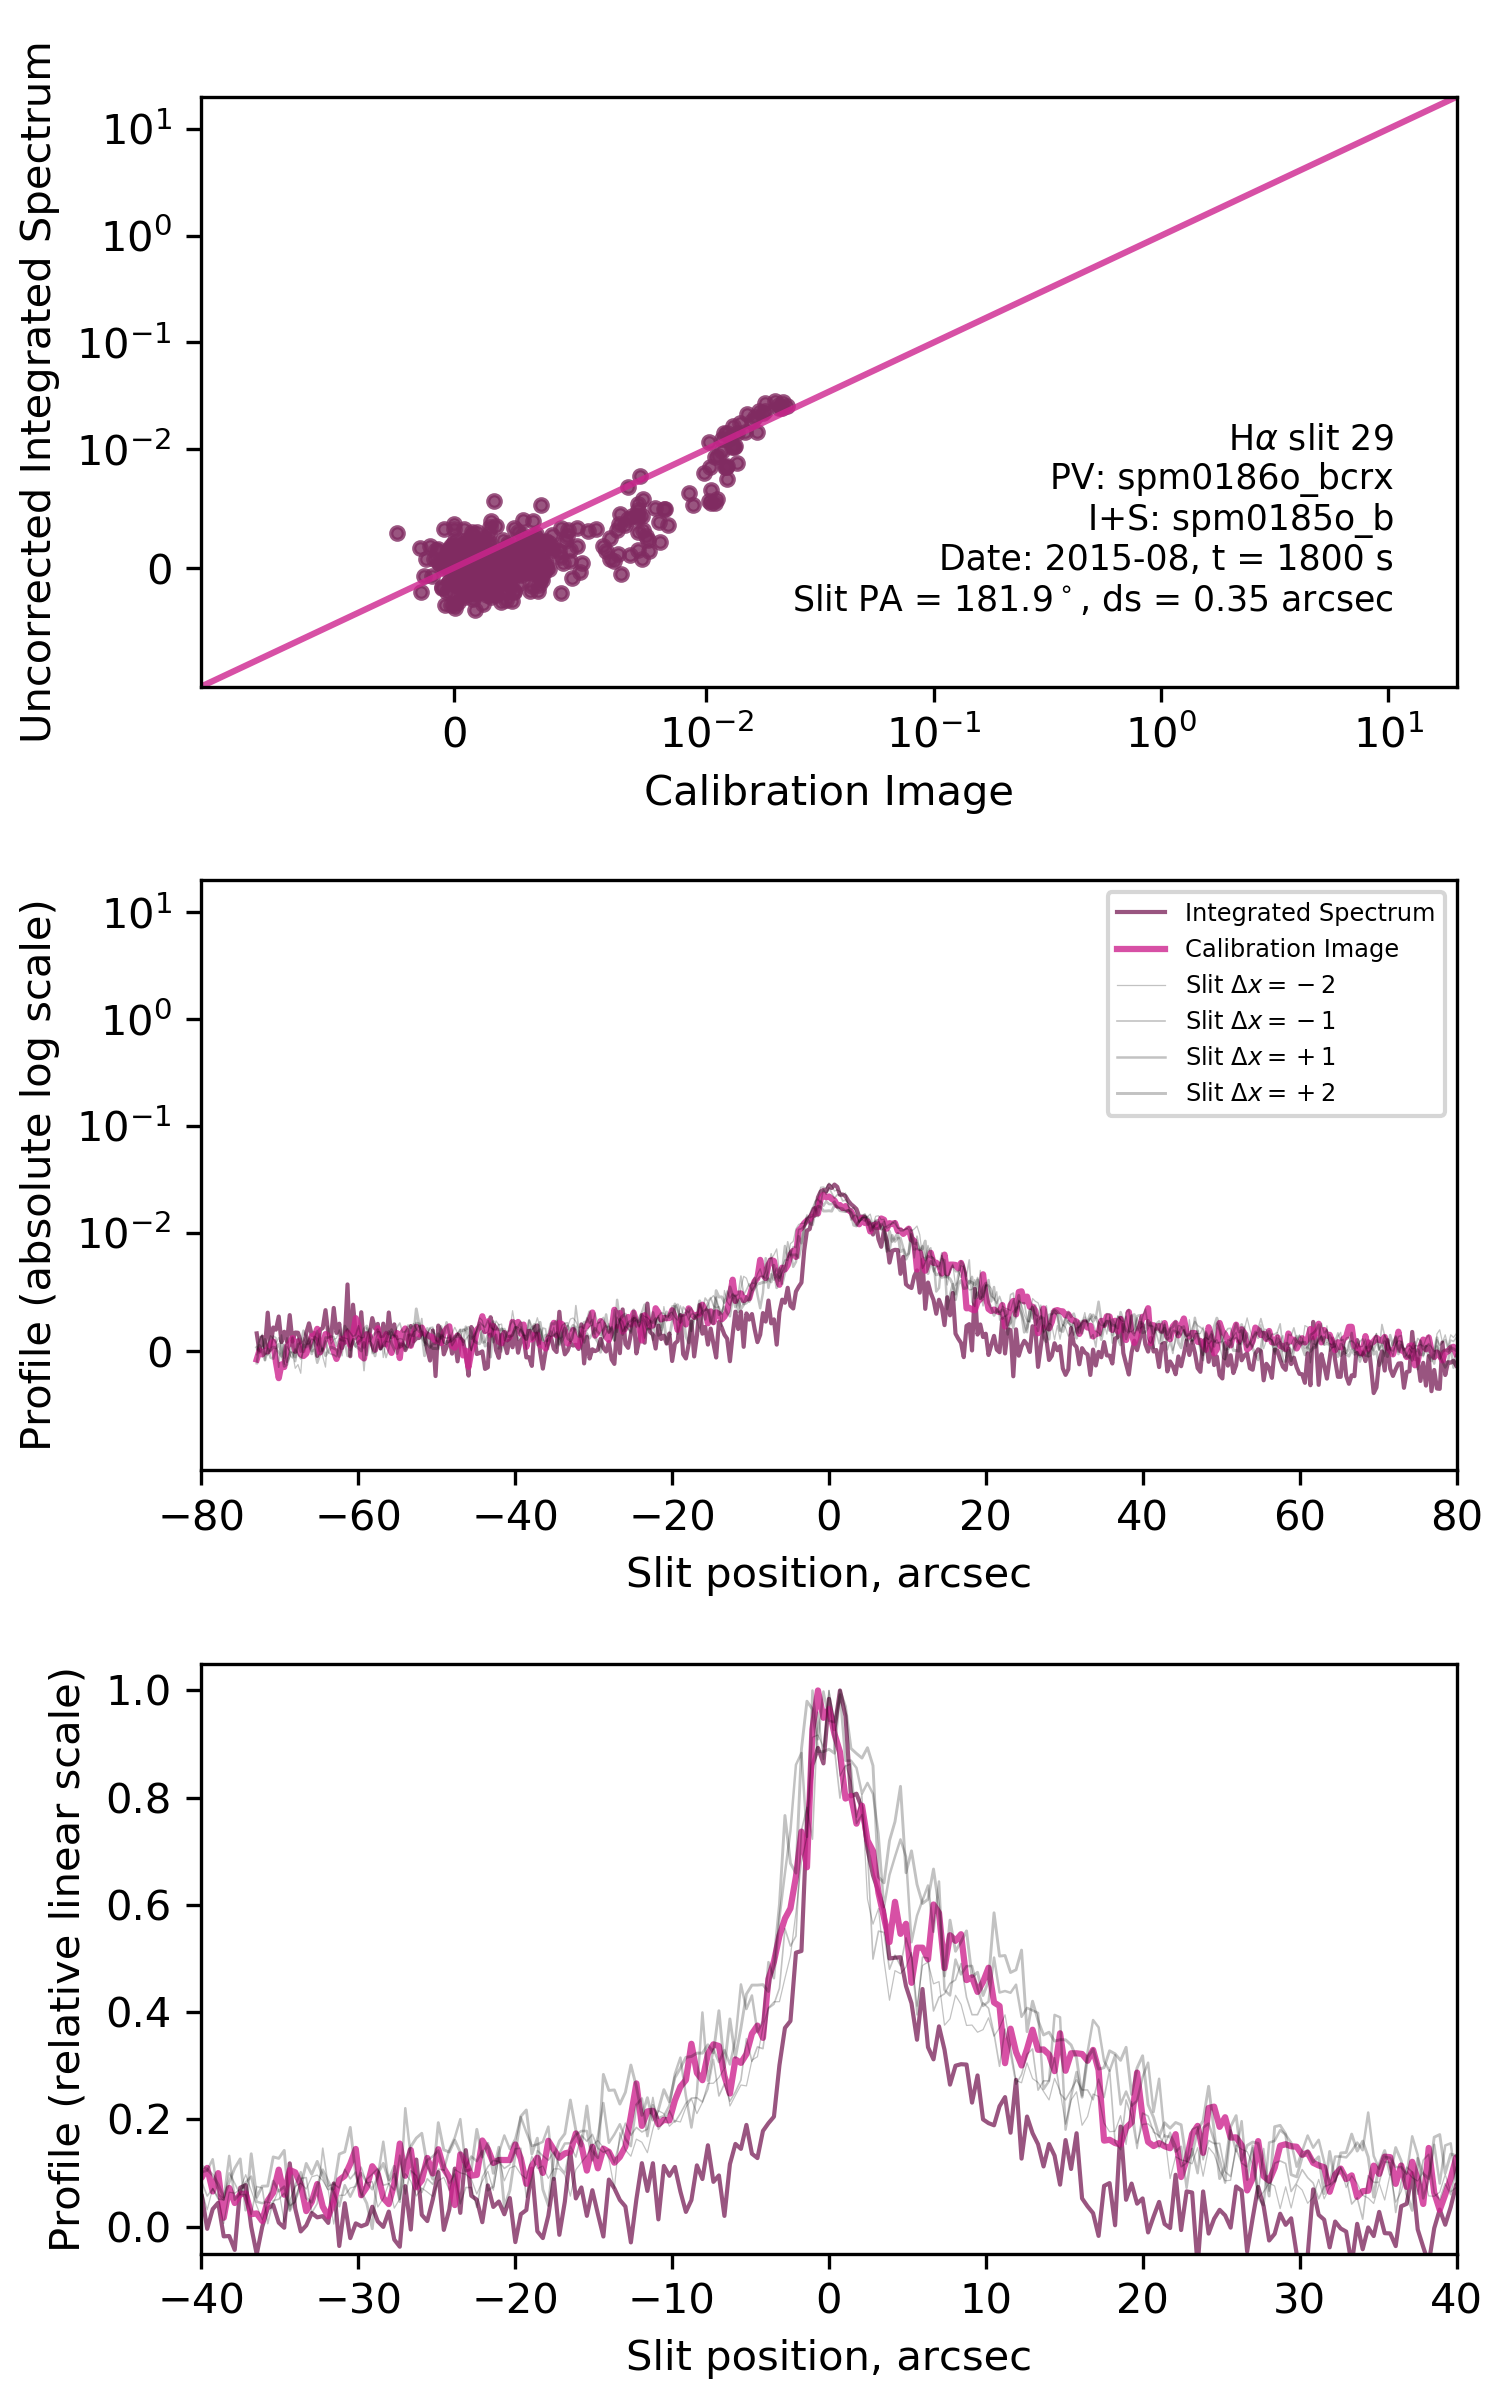 Uncorrected Integrated Spectrum
10¹
10⁰
10⁻¹
10⁻²
0
Hα slit 29
PV: spm0186o_bcrx
I+S: spm0185o_b
Date: 2015-08, t = 1800 s
Slit PA = 181.9°, ds = 0.35 arcsec
0 10⁻² 10⁻¹ 10⁰ 10¹
Calibration Image
Profile (absolute log scale)
10¹
10⁰
10⁻¹
10⁻²
0
Integrated Spectrum
Calibration Image
Slit Δx = − 2
Slit Δx = − 1
Slit Δx = + 1
Slit Δx = + 2
−80 −60 −40 −20 0 20 40 60 80
Slit position, arcsec
Profile (relative linear scale)
1.0
0.8
0.6
0.4
0.2
0.0
−40 −30 −20 −10 0 10 20 30 40
Slit position, arcsec